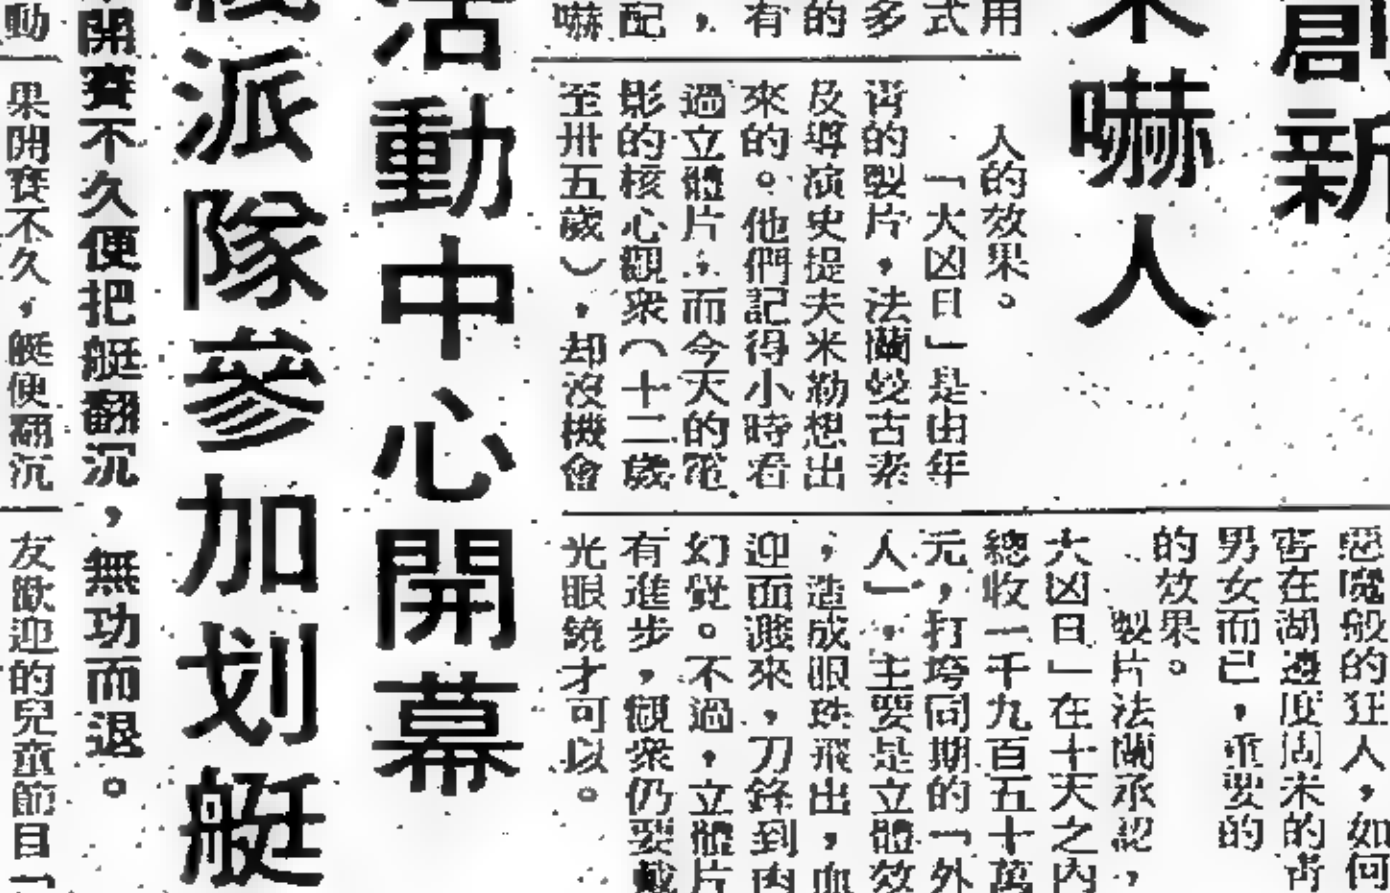 創新
嚇人
用
式
多
的
有
，
配
嚇
人的效果。
「大凶日」是由年
青的製片，法蘭古素
及導演史提夫米勒想出
來的。他們記得小時看
過立體片，而今天的電
影的核心觀衆（十二歲
至卅五歲），却沒機會
惡魔般的狂人，如何
害在湖邊度周末的青
男女而已，重要的
的效果。
製片法蘭承認，
大凶日」在十天之內
總收一千九百五十萬
元，打垮同期的「外
人」，主要是立體效
，造成眼珠飛出，血
迎面濺來，刀鋒到肉
幻覺。不過，立體片
有進步，觀衆仍要戴
光眼鏡才可以。
活動中心開幕
派隊參加划艇
開賽不久便把艇翻沉，無功而退。
動
果開賽不久，艇便翻沉
友歡迎的兒童節目「